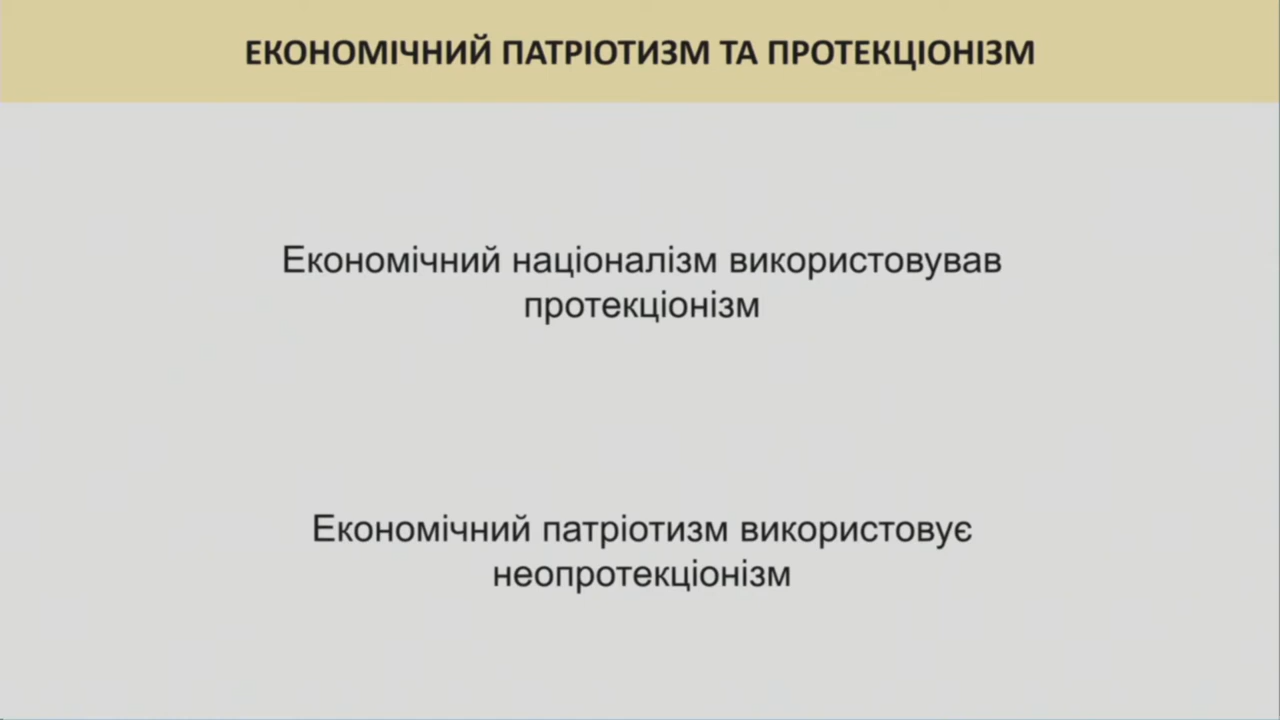 ЕКОНОМІЧНИЙ ПАТРІОТИЗМ ТА ПРОТЕКЦІОНІЗМ
Економічний націоналізм використовував
протекціонізм
Економічний патріотизм використовує
неопротекціонізм